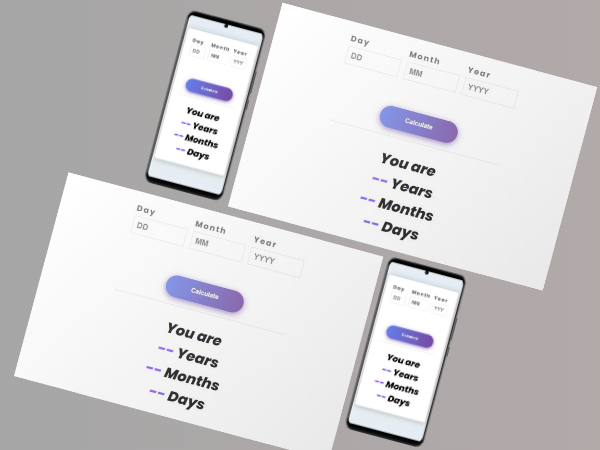 Day Month Year
DD MM YYY
Calculate
You are
-- Years
-- Months
-- Days
Day Month Year
DD MM YYYY
Calculate
You are
-- Years
-- Months
-- Days
Day Month Year
DD MM YYYY
Calculate
You are
-- Years
-- Months
-- Days
Day Month Year
DD MM YYY
Calculate
You are
-- Years
-- Months
-- Days